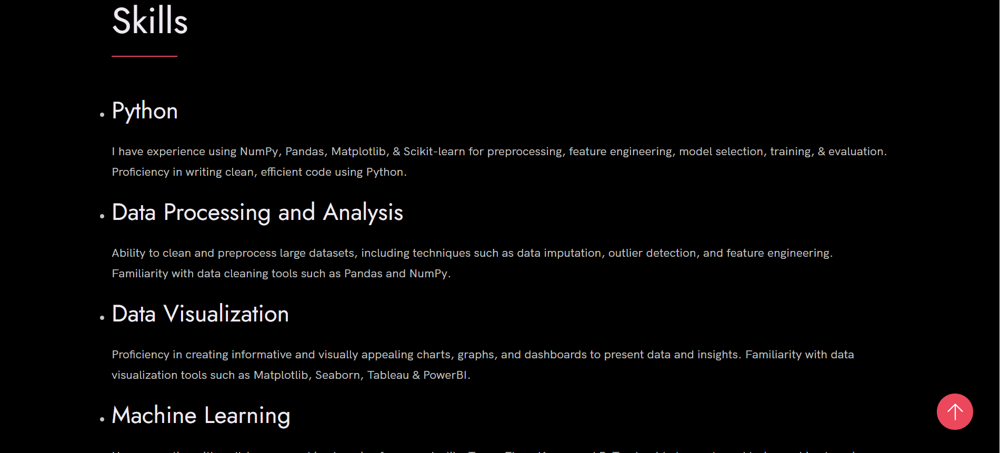 Skills
Python
I have experience using NumPy, Pandas, Matplotlib, & Scikit-learn for preprocessing, feature engineering, model selection, training, & evaluation.
Proficiency in writing clean, efficient code using Python.
Data Processing and Analysis
Ability to clean and preprocess large datasets, including techniques such as data imputation, outlier detection, and feature engineering.
Familiarity with data cleaning tools such as Pandas and NumPy.
Data Visualization
Proficiency in creating informative and visually appealing charts, graphs, and dashboards to present data and insights. Familiarity with data
visualization tools such as Matplotlib, Seaborn, Tableau & PowerBI.
Machine Learning